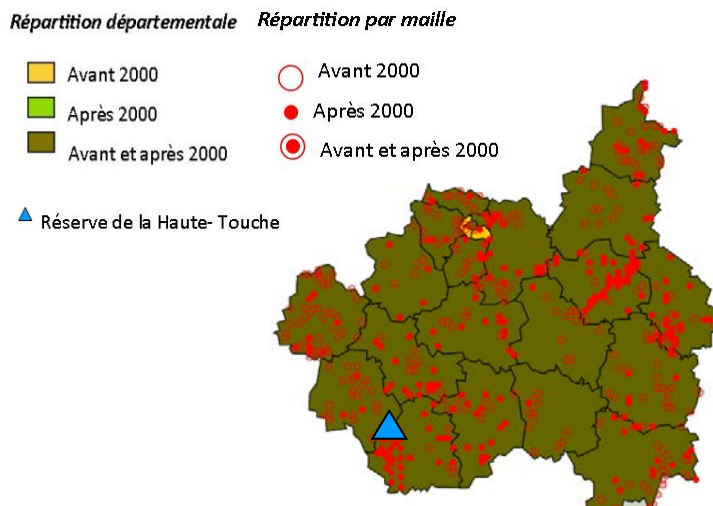 Répartition départementale
Avant 2000
Après 2000
Avant et après 2000
Réserve de la Haute- Touche
Répartition par maille
Avant 2000
Après 2000
Avant et après 2000